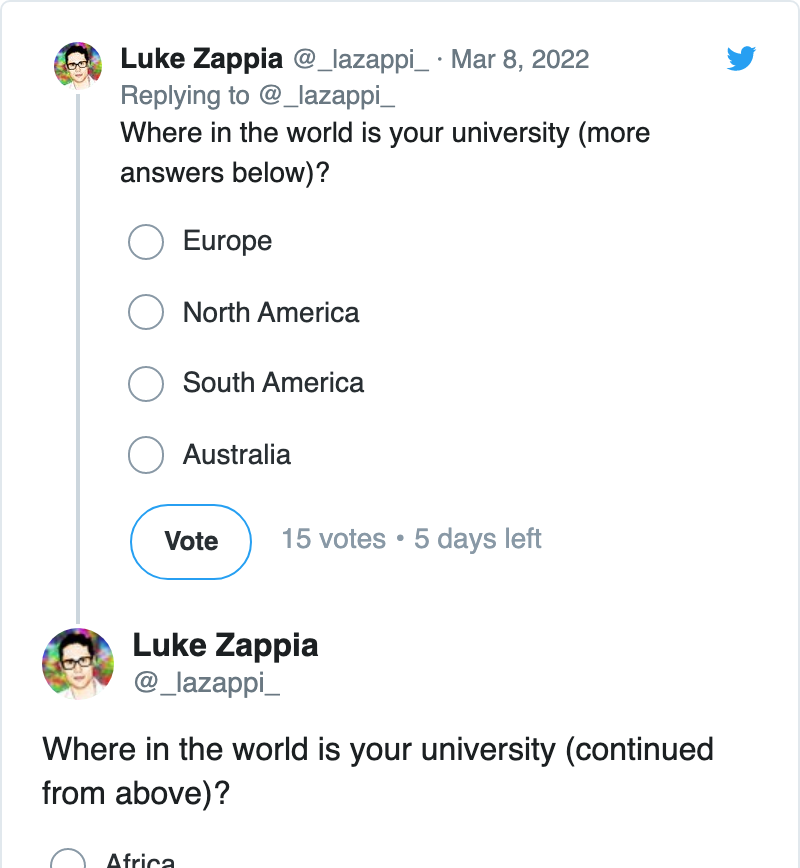 Luke Zappia @_lazappi_ · Mar 8, 2022
Replying to @_lazappi_
Where in the world is your university (more
answers below)?
Europe
North America
South America
Australia
Vote 15 votes • 5 days left
Luke Zappia
@_lazappi_
Where in the world is your university (continued
from above)?
Africa